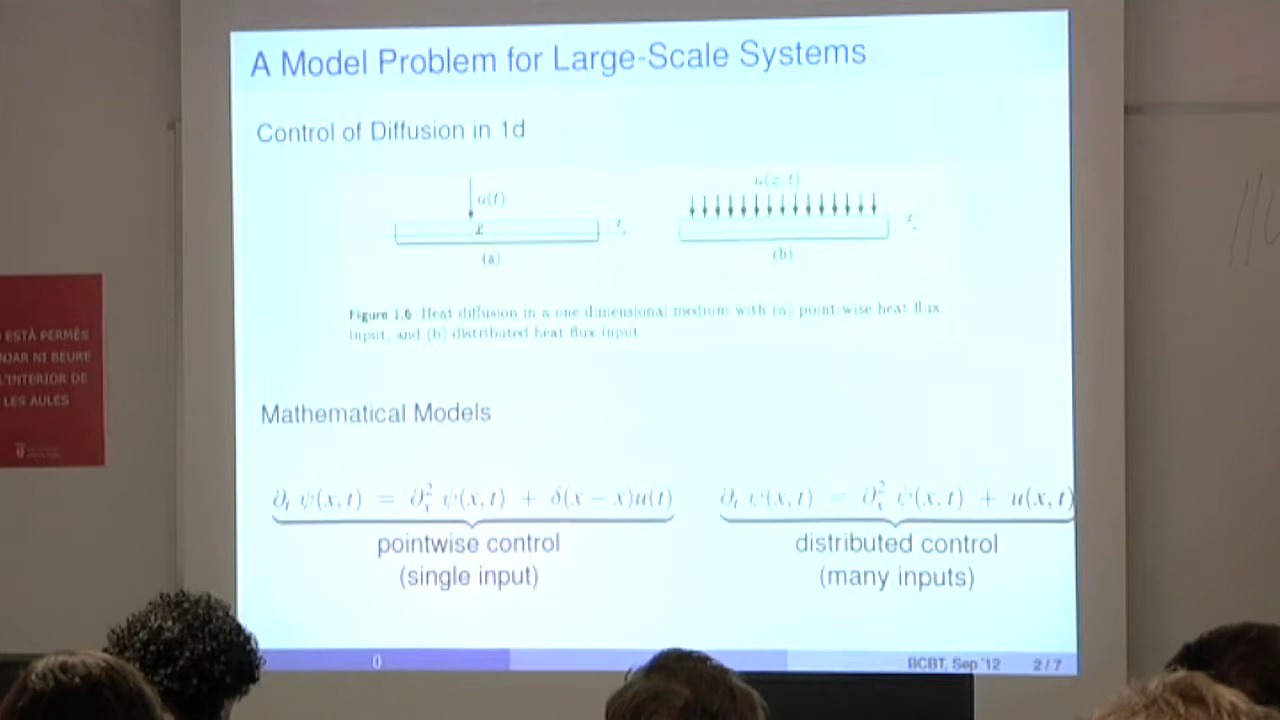 A Model Problem for Large-Scale Systems
Control of Diffusion in 1d
u(t)
u(x, t)
x̄
(a)
(b)
Figure 1.6 Heat diffusion in a one dimensional medium with (a) point wise heat flux
input, and (b) distributed heat flux input
Mathematical Models
∂t ψ(x,t) = ∂x² ψ(x,t) + δ(x − x̄)u(t)
∂t ψ(x,t) = ∂x² ψ(x,t) + u(x,t)
pointwise control
(single input)
distributed control
(many inputs)
0
BCBT, Sep '12 2 / 7
ESTÀ PERMÈS
NJAR NI BEURE
L'INTERIOR DE
LES AULES